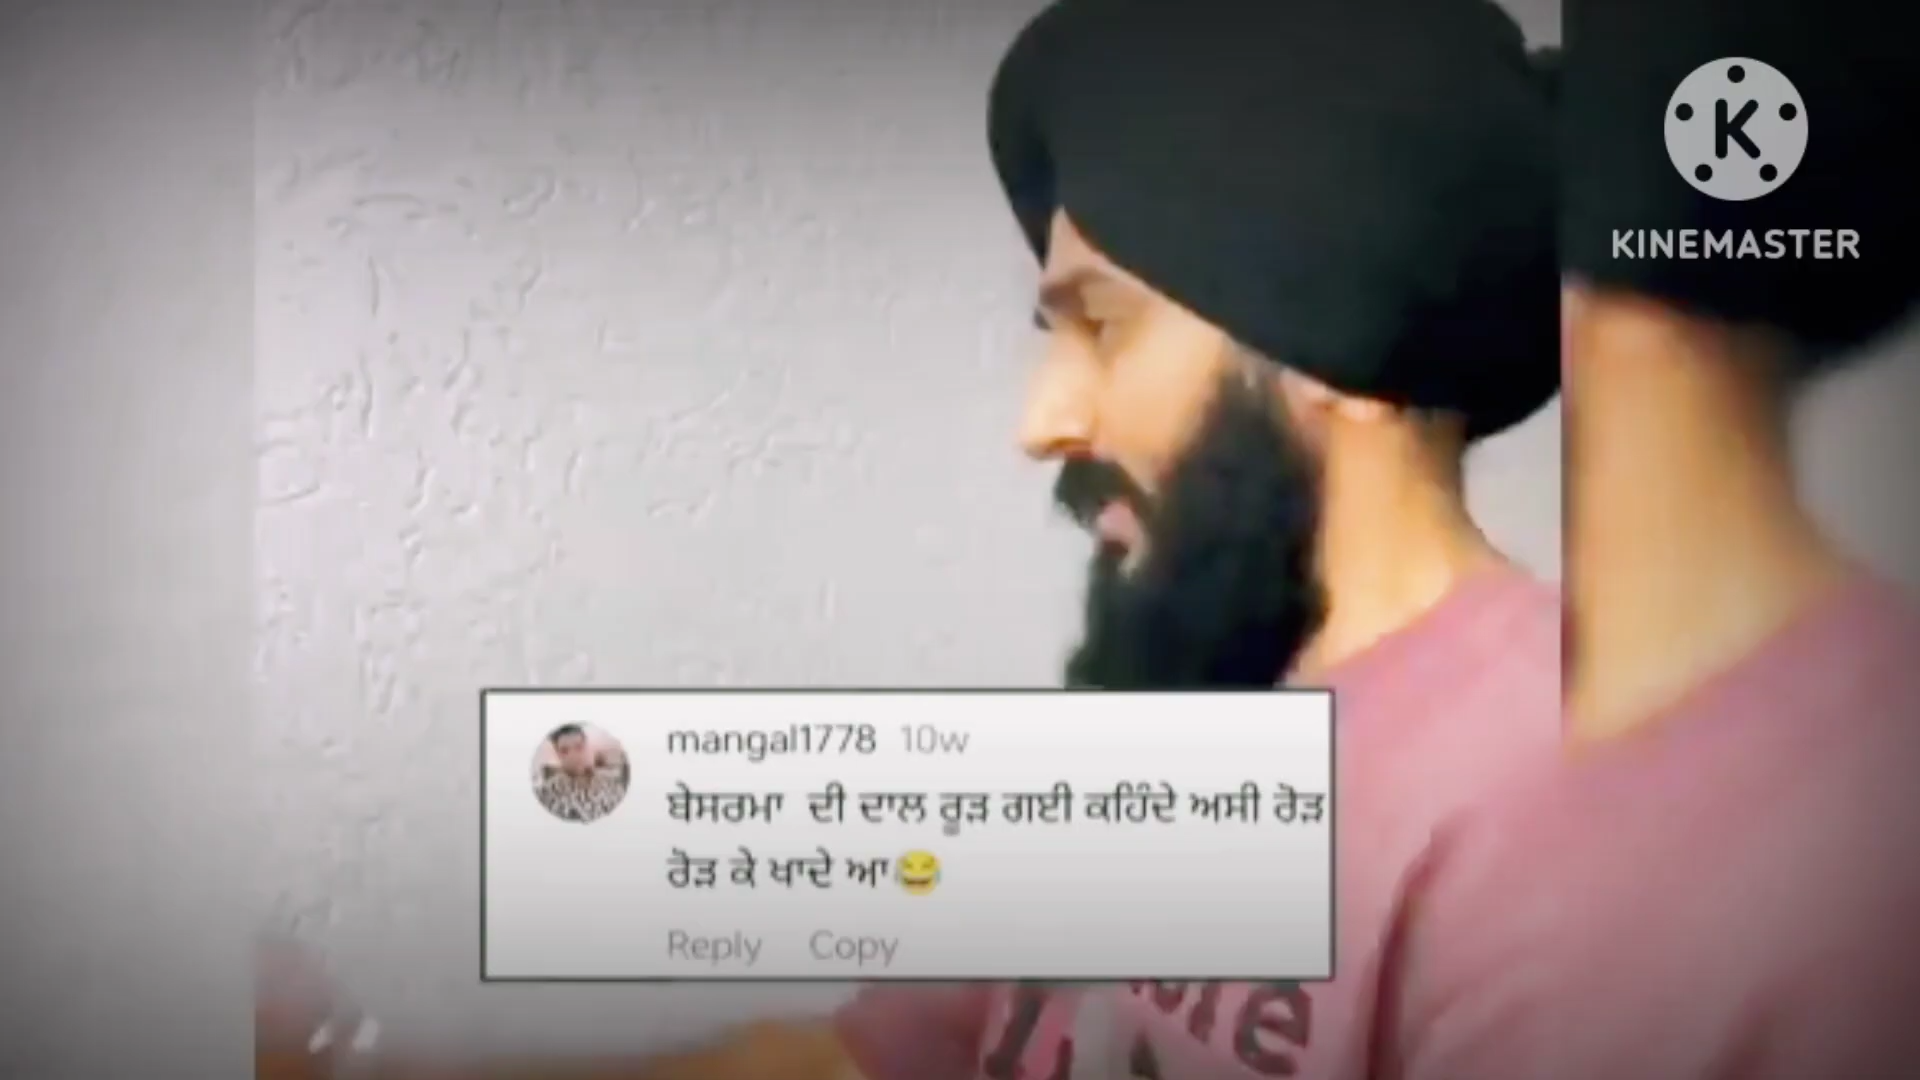 KINEMASTER
mangal1778 10w
ਬੇਸਰਮਾ ਦੀ ਦਾਲ ਰੂੜ ਗਈ ਕਹਿੰਦੇ ਅਸੀ ਰੋੜ
ਰੋੜ ਕੇ ਖਾਦੇ ਆ😂
Reply Copy